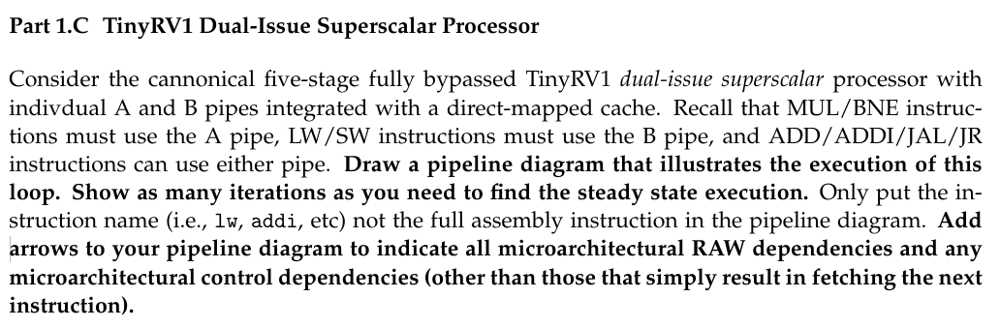 Part 1.C TinyRV1 Dual-Issue Superscalar Processor
Consider the cannonical five-stage fully bypassed TinyRV1 dual-issue superscalar processor with
indivdual A and B pipes integrated with a direct-mapped cache. Recall that MUL/BNE instruc-
tions must use the A pipe, LW/SW instructions must use the B pipe, and ADD/ADDI/JAL/JR
instructions can use either pipe. Draw a pipeline diagram that illustrates the execution of this
loop. Show as many iterations as you need to find the steady state execution. Only put the in-
struction name (i.e., lw, addi, etc) not the full assembly instruction in the pipeline diagram. Add
arrows to your pipeline diagram to indicate all microarchitectural RAW dependencies and any
microarchitectural control dependencies (other than those that simply result in fetching the next
instruction).